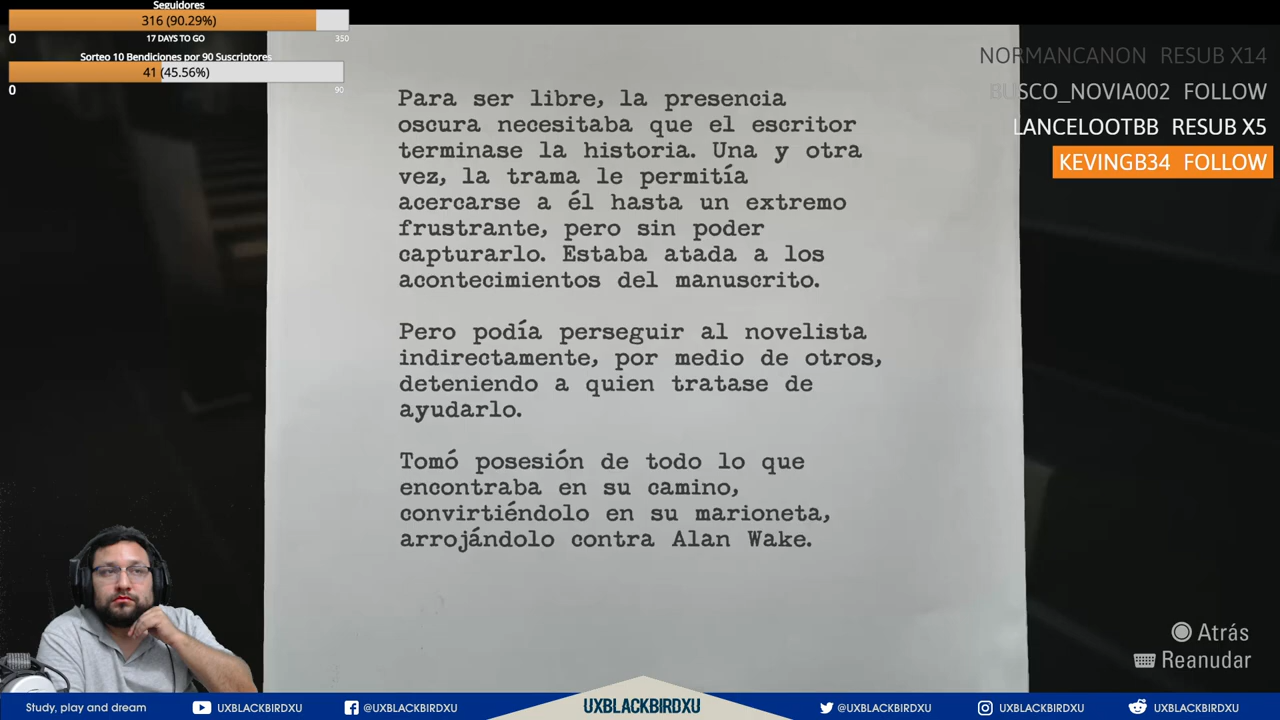 Seguidores
316 (90.29%)
0 17 DAYS TO GO 350
Sorteo 10 Bendiciones por 90 Suscriptores
41 (45.56%)
0 90
NORMANCANON RESUB X14
BUSCO_NOVIA002 FOLLOW
LANCELOOTBB RESUB X5
KEVINGB34 FOLLOW
Para ser libre, la presencia
oscura necesitaba que el escritor
terminase la historia. Una y otra
vez, la trama le permitía
acercarse a él hasta un extremo
frustrante, pero sin poder
capturarlo. Estaba atada a los
acontecimientos del manuscrito.
Pero podía perseguir al novelista
indirectamente, por medio de otros,
deteniendo a quien tratase de
ayudarlo.
Tomó posesión de todo lo que
encontraba en su camino,
convirtiéndolo en su marioneta,
arrojándolo contra Alan Wake.
Atrás
Reanudar
Study, play and dream UXBLACKBIRDXU @UXBLACKBIRDXU UXBLACKBIRDXU @UXBLACKBIRDXU UXBLACKBIRDXU UXBLACKBIRDXU